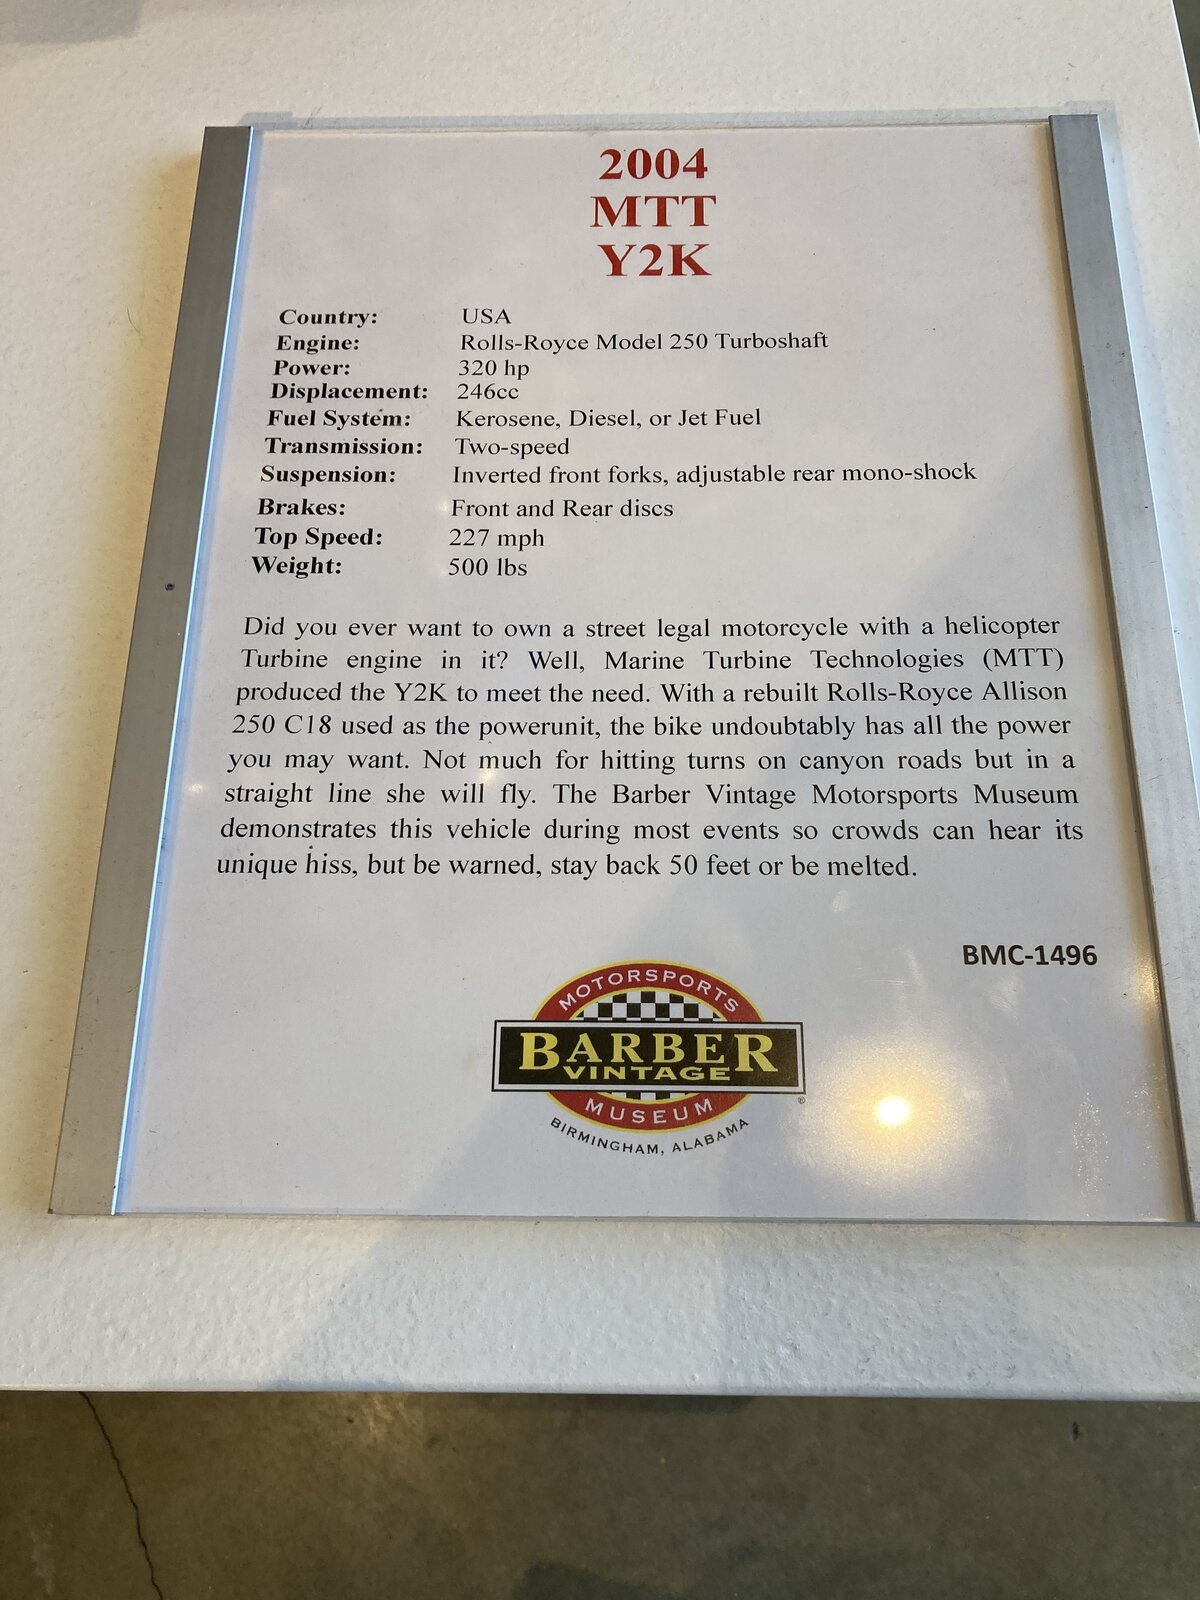 2004
MTT
Y2K
Country: USA
Engine: Rolls-Royce Model 250 Turboshaft
Power: 320 hp
Displacement: 246cc
Fuel System: Kerosene, Diesel, or Jet Fuel
Transmission: Two-speed
Suspension: Inverted front forks, adjustable rear mono-shock
Brakes: Front and Rear discs
Top Speed: 227 mph
Weight: 500 lbs
Did you ever want to own a street legal motorcycle with a helicopter
Turbine engine in it? Well, Marine Turbine Technologies (MTT)
produced the Y2K to meet the need. With a rebuilt Rolls-Royce Allison
250 C18 used as the powerunit, the bike undoubtably has all the power
you may want. Not much for hitting turns on canyon roads but in a
straight line she will fly. The Barber Vintage Motorsports Museum
demonstrates this vehicle during most events so crowds can hear its
unique hiss, but be warned, stay back 50 feet or be melted.
BMC-1496
MOTORSPORTS
BARBER
VINTAGE
MUSEUM
®
BIRMINGHAM, ALABAMA